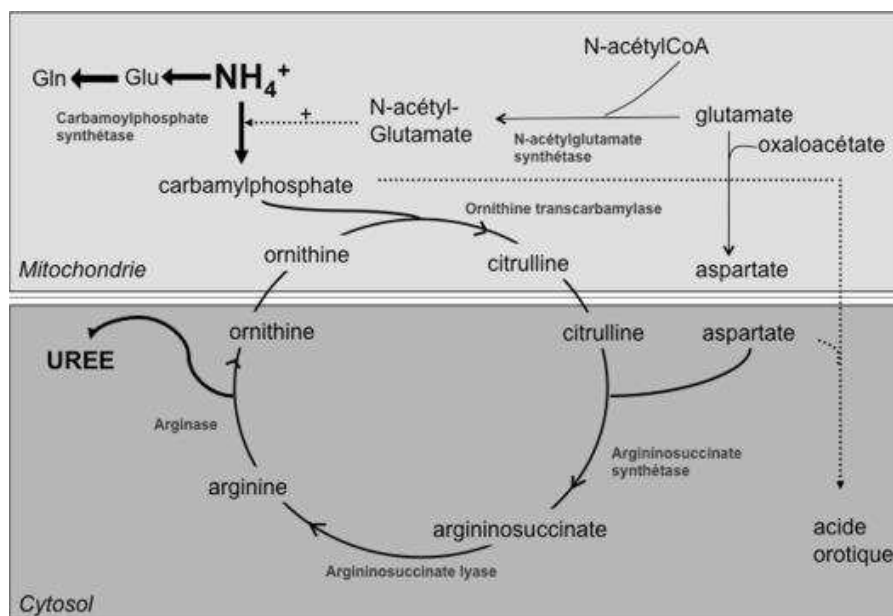 N-acétylCoA
Gln Glu NH4+
N-acétyl-
Glutamate
glutamate
Carbamoylphosphate
synthétase
+
N-acétylglutamate
synthétase
oxaloacétate
carbamylphosphate
Ornithine transcarbamylase
ornithine
citrulline
Mitochondrie
aspartate
ornithine
citrulline
aspartate
UREE
Arginase
Argininosuccinate
synthétase
arginine
argininosuccinate
acide
orotique
Argininosuccinate lyase
Cytosol